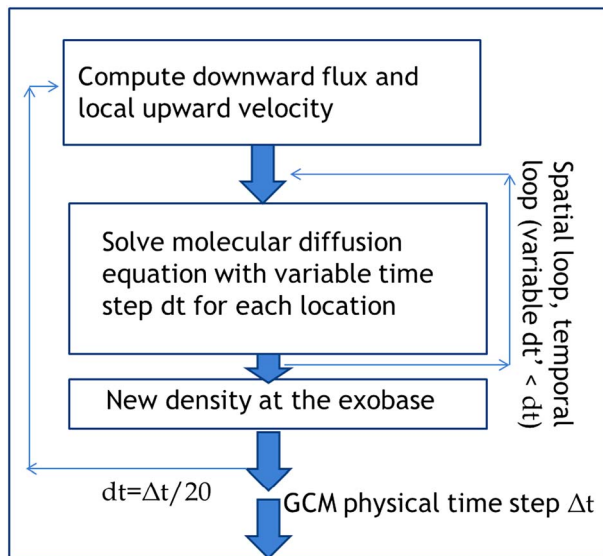 Compute downward flux and
local upward velocity
Solve molecular diffusion
equation with variable time
step dt for each location
Spatial loop, temporal
loop (variable dt' < dt)
New density at the exobase
dt=Δt/20
GCM physical time step Δt